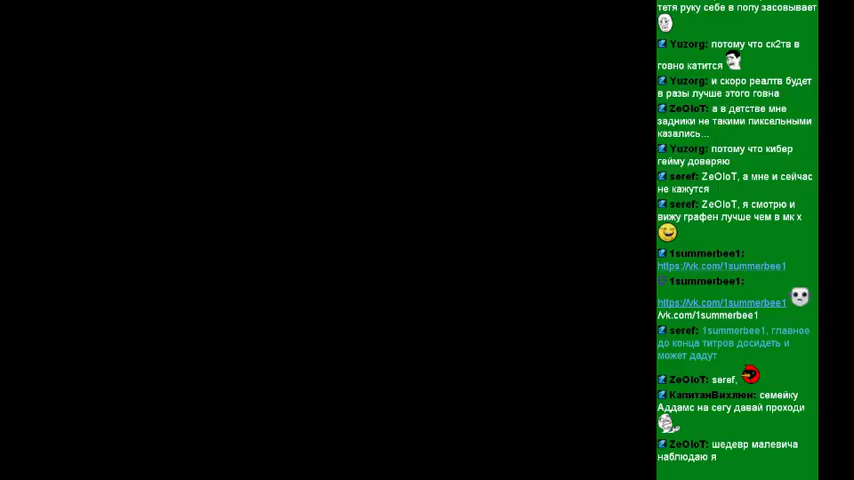 тетя руку себе в попу засовывает
Yuzorg: потому что ск2тв в
говно катится
Yuzorg: и скоро реалтв будет
в разы лучше этого говна
ZeOloT: а в детстве мне
задники не такими пиксельными
казались...
Yuzorg: потому что кибер
гейму доверяю
seref: ZeOloT, а мне и сейчас
не кажутся
seref: ZeOloT, я смотрю и
вижу графен лучше чем в мк х
1summerbee1:
https://vk.com/1summerbee1
1summerbee1:
https://vk.com/1summerbee1
/vk.com/1summerbee1
seref: 1summerbee1, главное
до конца титров досидеть и
может дадут
ZeOloT: seref,
КапитанВихлюн: семейку
Аддамс на сегу давай проходи
ZeOloT: шедевр малевича
наблюдаю я